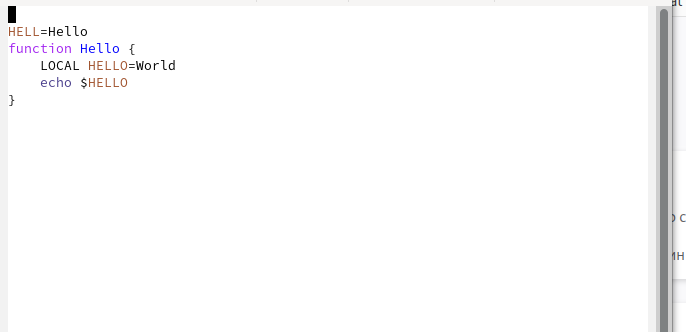 HELL=Hello
function Hello {
    LOCAL HELLO=World
    echo $HELLO
}